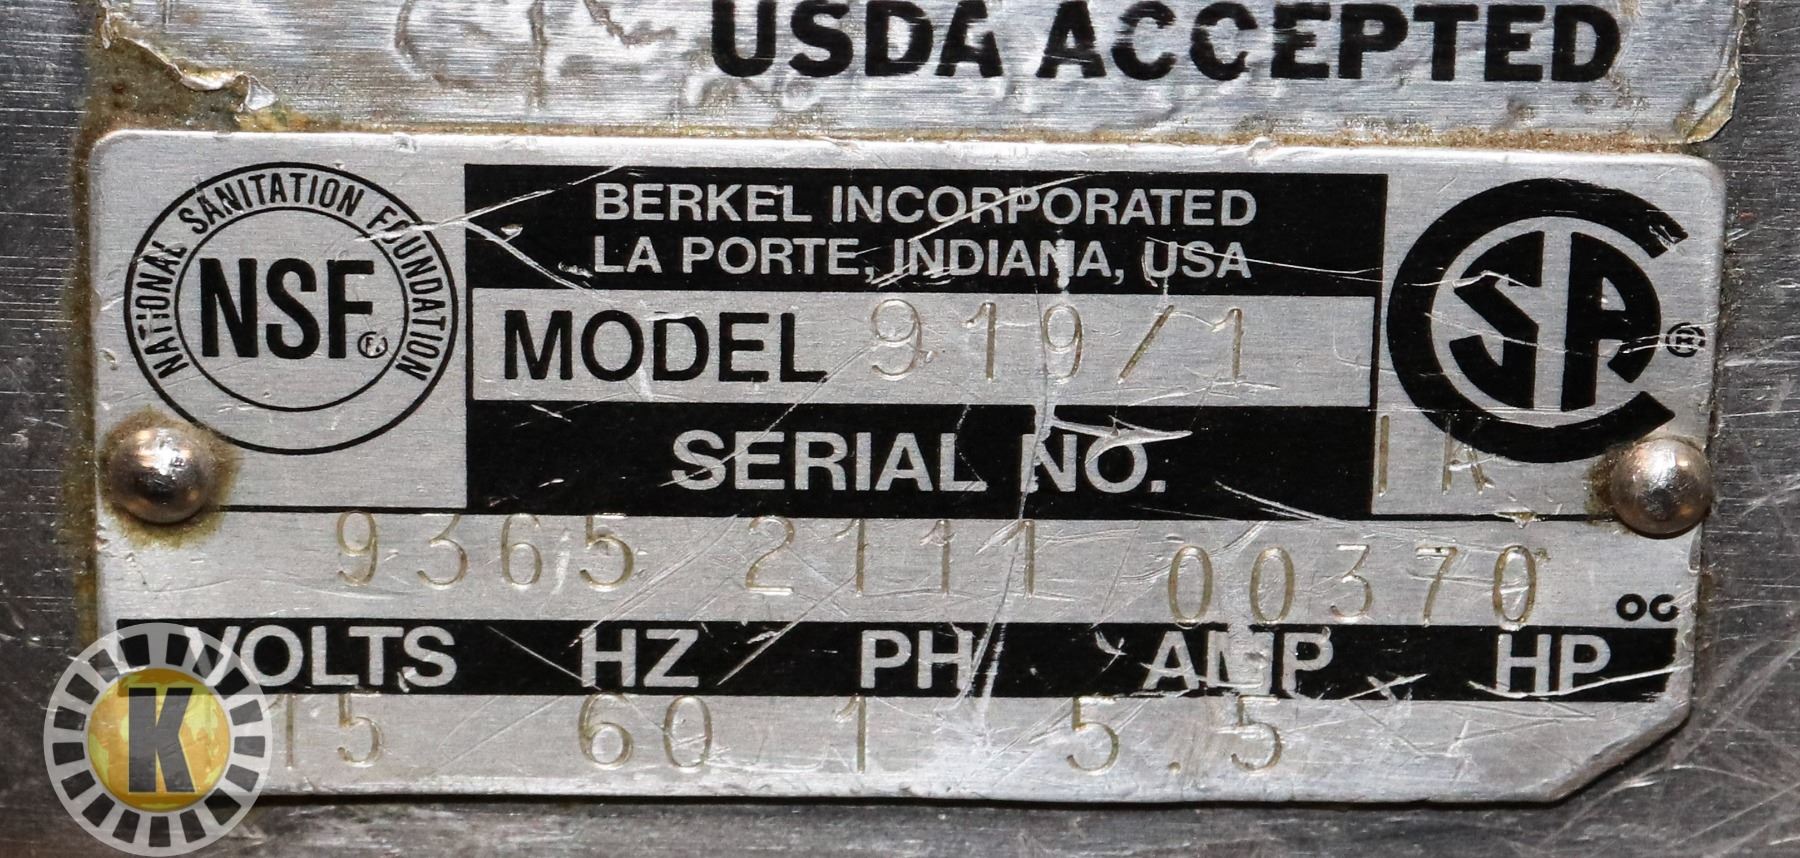 USDA ACCEPTED
NATIONAL SANITATION FOUNDATION
NSF®
BERKEL INCORPORATED
LA PORTE, INDIANA, USA
MODEL 919/1
CSA®
SERIAL NO.
9365 2111 00370
VOLTS HZ PH AMP HP
15 60 1 5.5
K